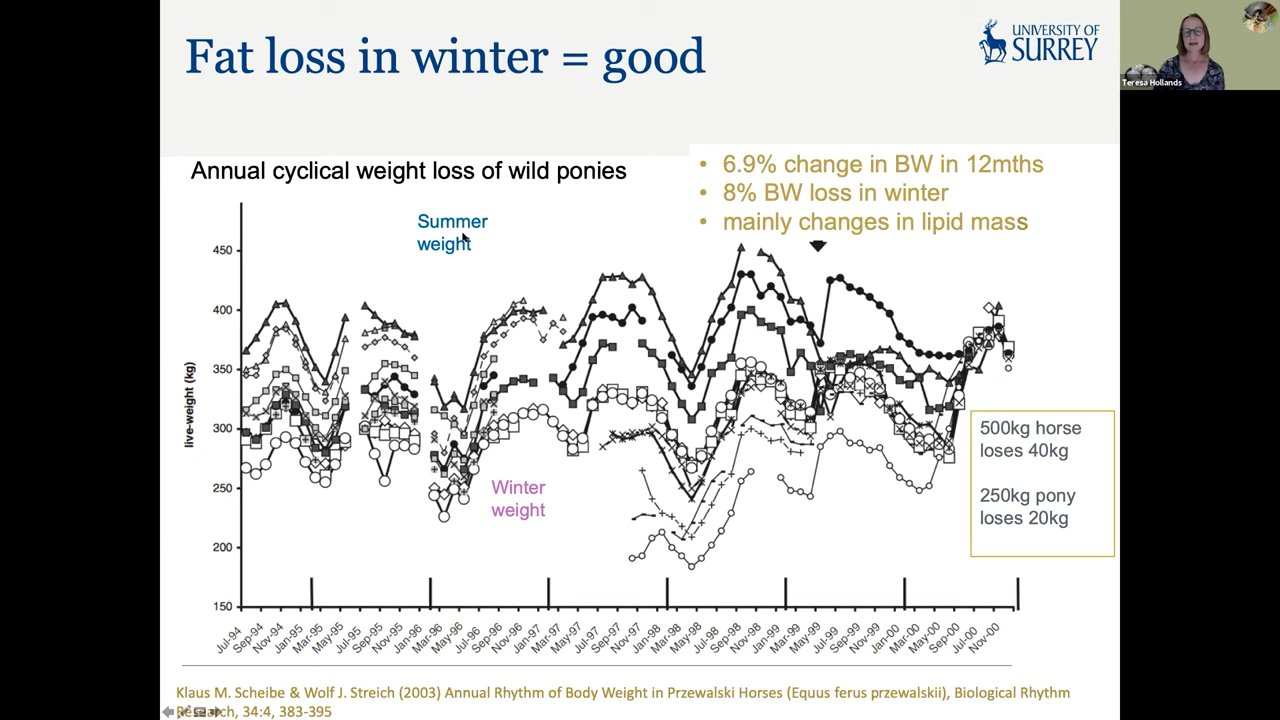 Fat loss in winter = good
UNIVERSITY OF
SURREY
Teresa Hollands
Annual cyclical weight loss of wild ponies
• 6.9% change in BW in 12mths
• 8% BW loss in winter
• mainly changes in lipid mass
Summer
weight
Winter
weight
live-weight (kg)
450
400
350
300
250
200
150
Jul-94
Sep-94
Nov-94
Jan-95
Mar-95
May-95
Jul-95
Sep-95
Nov-95
Jan-96
Mar-96
May-96
Jul-96
Sep-96
Nov-96
Jan-97
Mar-97
May-97
Jul-97
Sep-97
Nov-97
Jan-98
Mar-98
May-98
Jul-98
Sep-98
Nov-98
Jan-99
Mar-99
May-99
Jul-99
Sep-99
Nov-99
Jan-00
Mar-00
May-00
Sep-00
Jul-00
Nov-00
500kg horse
loses 40kg
250kg pony
loses 20kg
Klaus M. Scheibe & Wolf J. Streich (2003) Annual Rhythm of Body Weight in Przewalski Horses (Equus ferus przewalskii), Biological Rhythm
Research, 34:4, 383-395